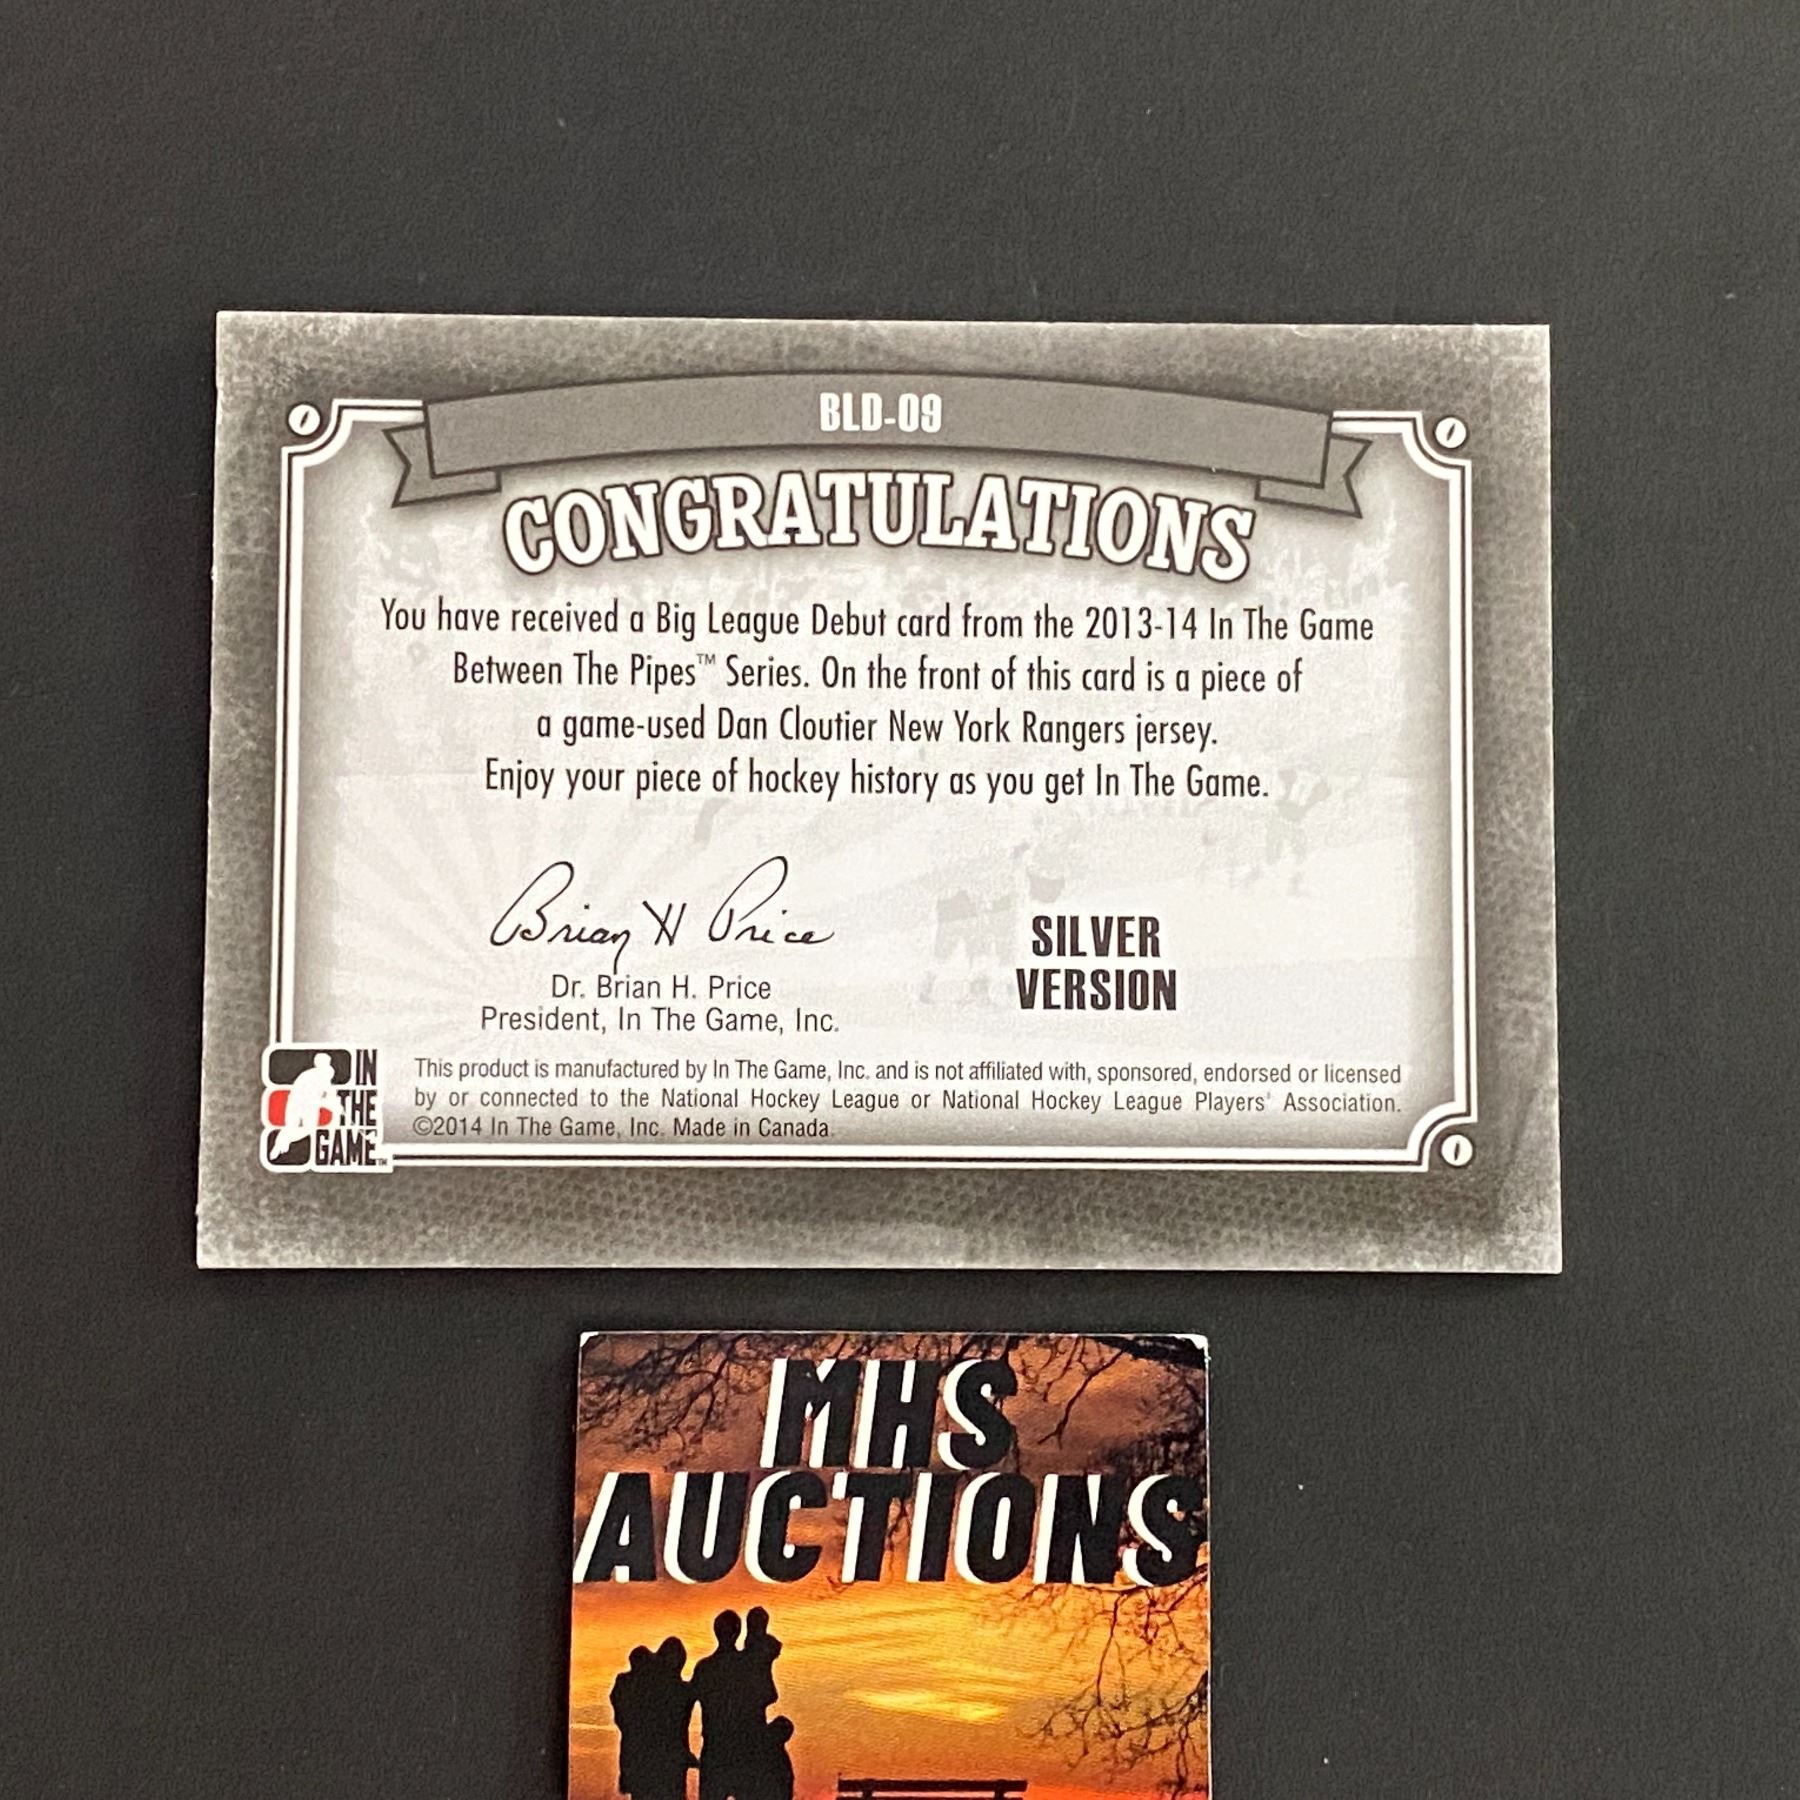 BLD-09
CONGRATULATIONS
You have received a Big League Debut card from the 2013-14 In The Game
Between The Pipes™ Series. On the front of this card is a piece of
a game-used Dan Cloutier New York Rangers jersey.
Enjoy your piece of hockey history as you get In The Game.
Brian H Price
Dr. Brian H. Price
President, In The Game, Inc.
SILVER
VERSION
IN
THE
GAME™
This product is manufactured by In The Game, Inc. and is not affiliated with, sponsored, endorsed or licensed
by or connected to the National Hockey League or National Hockey League Players' Association.
©2014 In The Game, Inc. Made in Canada.
MHS
AUCTIONS